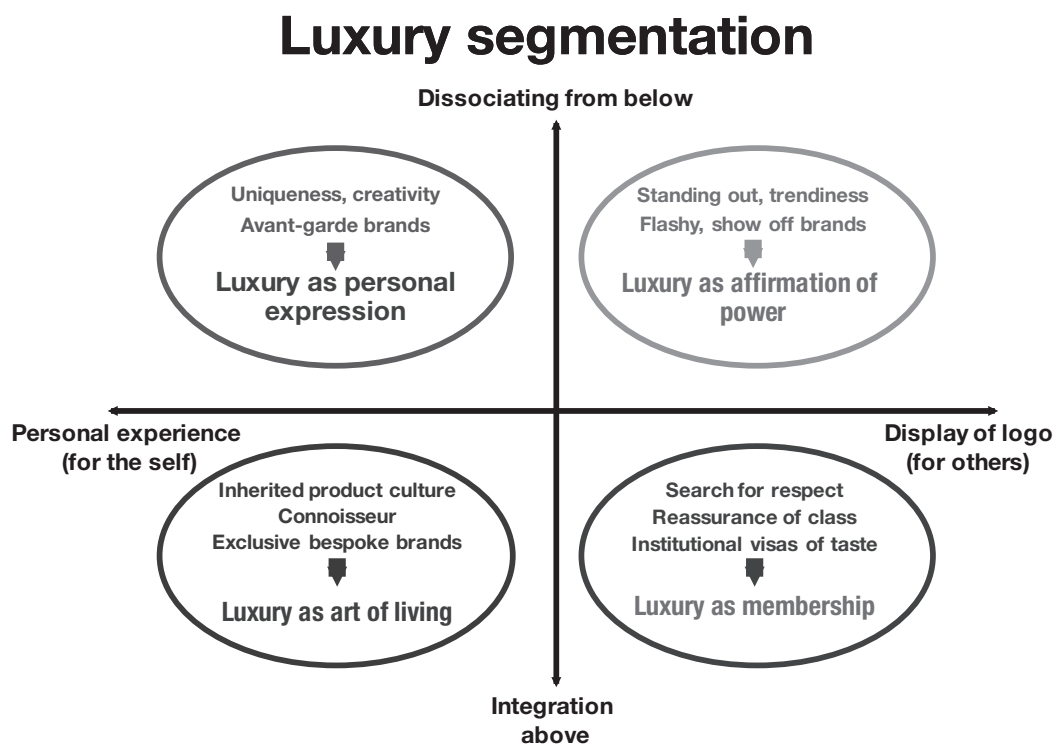 Luxury segmentation
Dissociating from below
Uniqueness, creativity
Avant-garde brands
Luxury as personal
expression
Standing out, trendiness
Flashy, show off brands
Luxury as affirmation of
power
Personal experience
(for the self)
Display of logo
(for others)
Inherited product culture
Connoisseur
Exclusive bespoke brands
Luxury as art of living
Search for respect
Reassurance of class
Institutional visas of taste
Luxury as membership
Integration
above